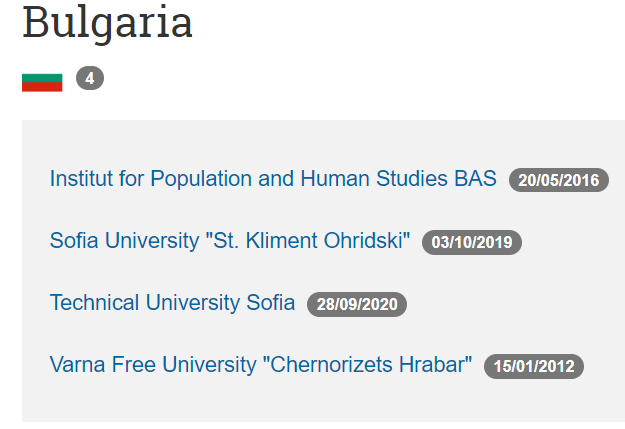 Bulgaria
4
Institut for Population and Human Studies BAS 20/05/2016
Sofia University "St. Kliment Ohridski" 03/10/2019
Technical University Sofia 28/09/2020
Varna Free University "Chernorizets Hrabar" 15/01/2012